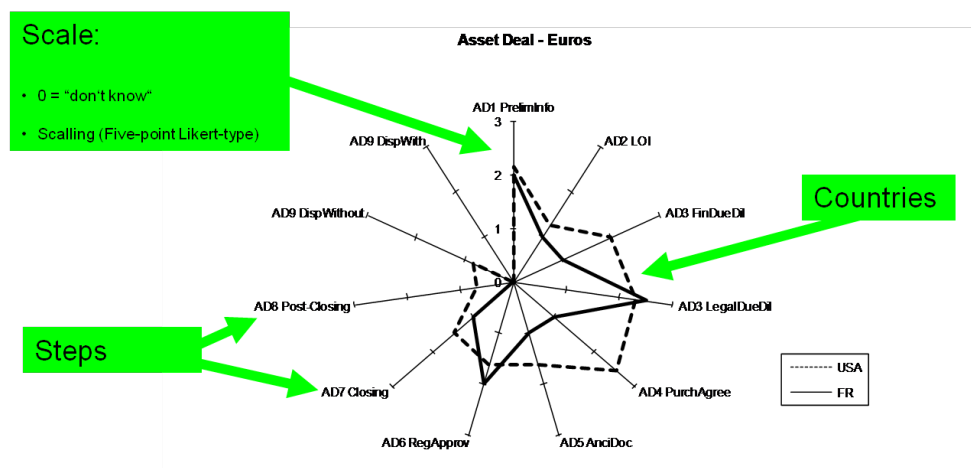 Scale:
• 0 = “don‘t know“
• Scalling (Five-point Likert-type)
Asset Deal - Euros
AD1 PrelimInfo
AD2 LOI
AD3 FinDueDil
AD3 LegalDueDil
AD4 PurchAgree
AD5 AnciDoc
AD6 RegApprov
AD7 Closing
AD8 Post-Closing
AD9 DispWithout
AD9 DispWith
3
2
1
0
Countries
Steps
USA
FR